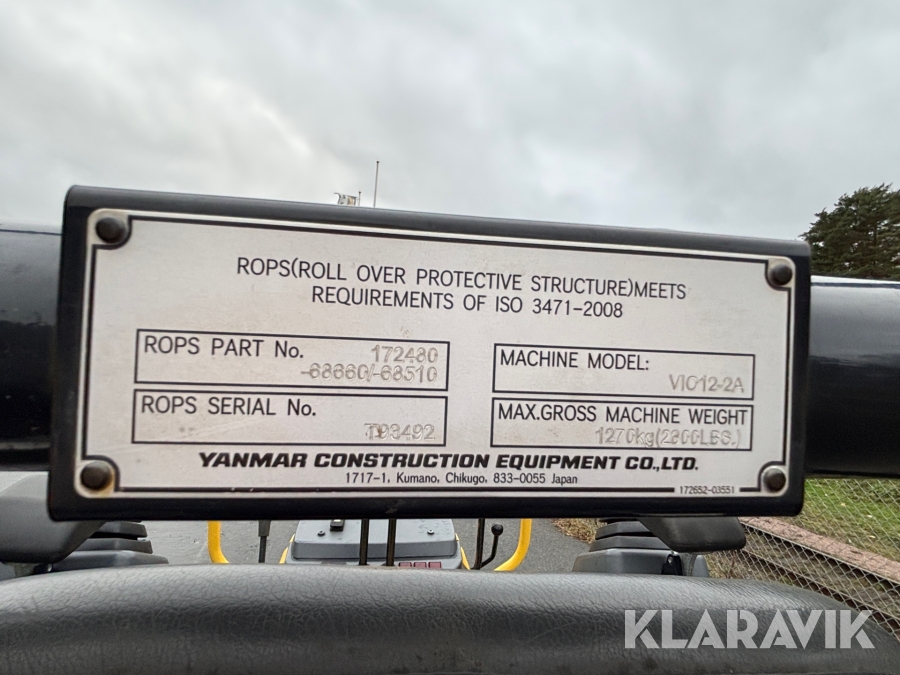 ROPS(ROLL OVER PROTECTIVE STRUCTURE)MEETS
REQUIREMENTS OF ISO 3471-2008
ROPS PART No. 172480
-68660/-68510
MACHINE MODEL:
VIO12-2A
ROPS SERIAL No.
T93492
MAX.GROSS MACHINE WEIGHT
1270kg(2800LBS.)
YANMAR CONSTRUCTION EQUIPMENT CO.,LTD.
1717-1, Kumano, Chikugo, 833-0055 Japan
172652-03551
KLARAVIK